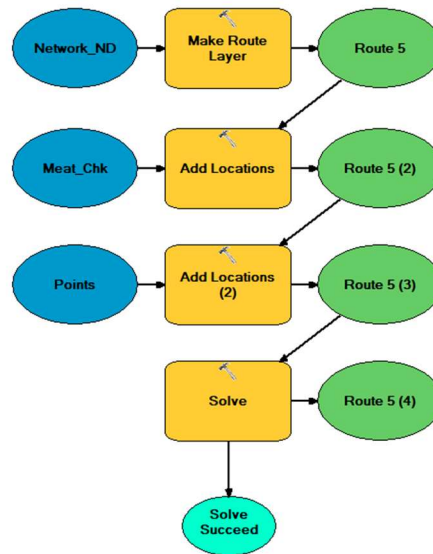 Network_ND
Make Route
Layer
Route 5
Meat_Chk
Add Locations
Route 5 (2)
Points
Add Locations
(2)
Route 5 (3)
Solve
Route 5 (4)
Solve
Succeed